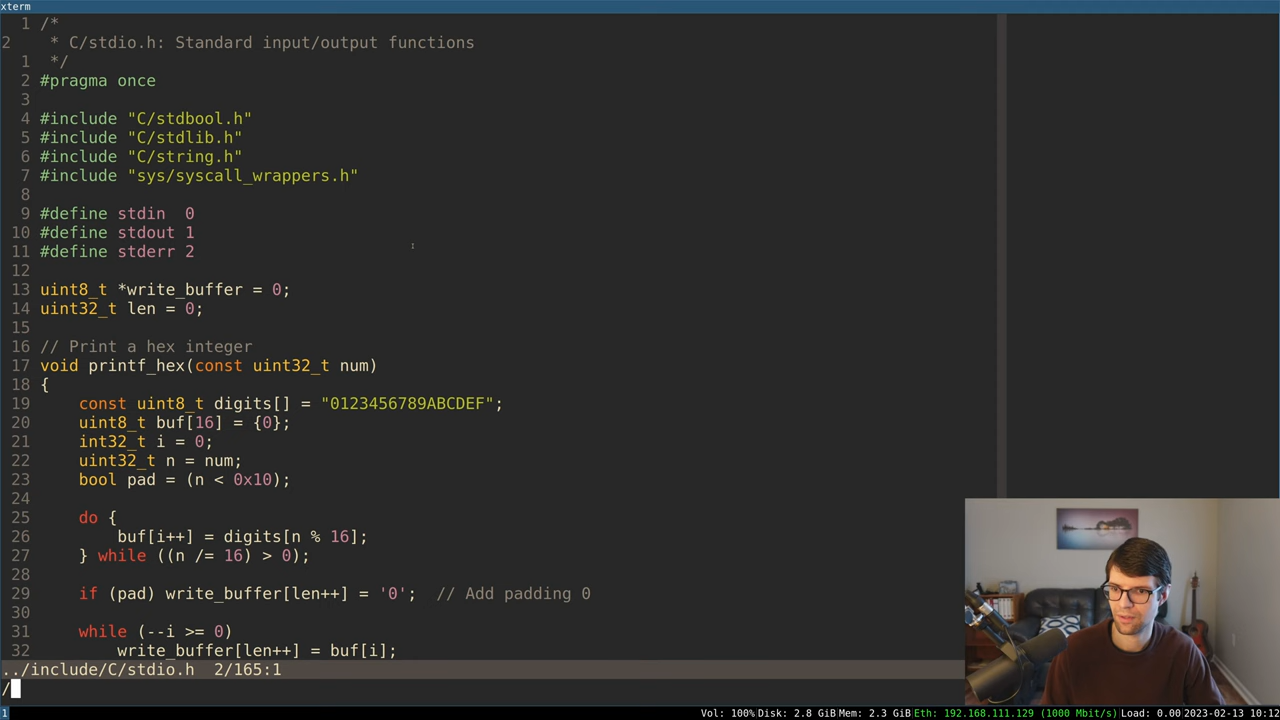 xterm
1 /*
2 * C/stdio.h: Standard input/output functions
1 */
2 #pragma once
3
4 #include "C/stdbool.h"
5 #include "C/stdlib.h"
6 #include "C/string.h"
7 #include "sys/syscall_wrappers.h"
8
9 #define stdin  0
10 #define stdout 1
11 #define stderr 2
12
13 uint8_t *write_buffer = 0;
14 uint32_t len = 0;
15
16 // Print a hex integer
17 void printf_hex(const uint32_t num)
18 {
19     const uint8_t digits[] = "0123456789ABCDEF";
20     uint8_t buf[16] = {0};
21     int32_t i = 0;
22     uint32_t n = num;
23     bool pad = (n < 0x10);
24
25     do {
26         buf[i++] = digits[n % 16];
27     } while ((n /= 16) > 0);
28
29     if (pad) write_buffer[len++] = '0';  // Add padding 0
30
31     while (--i >= 0)
32         write_buffer[len++] = buf[i];
../include/C/stdio.h  2/165:1
/
1 Vol: 100% Disk: 2.8 GiB Mem: 2.3 GiB Eth: 192.168.111.129 (1000 Mbit/s) Load: 0.00 2023-02-13 10:12